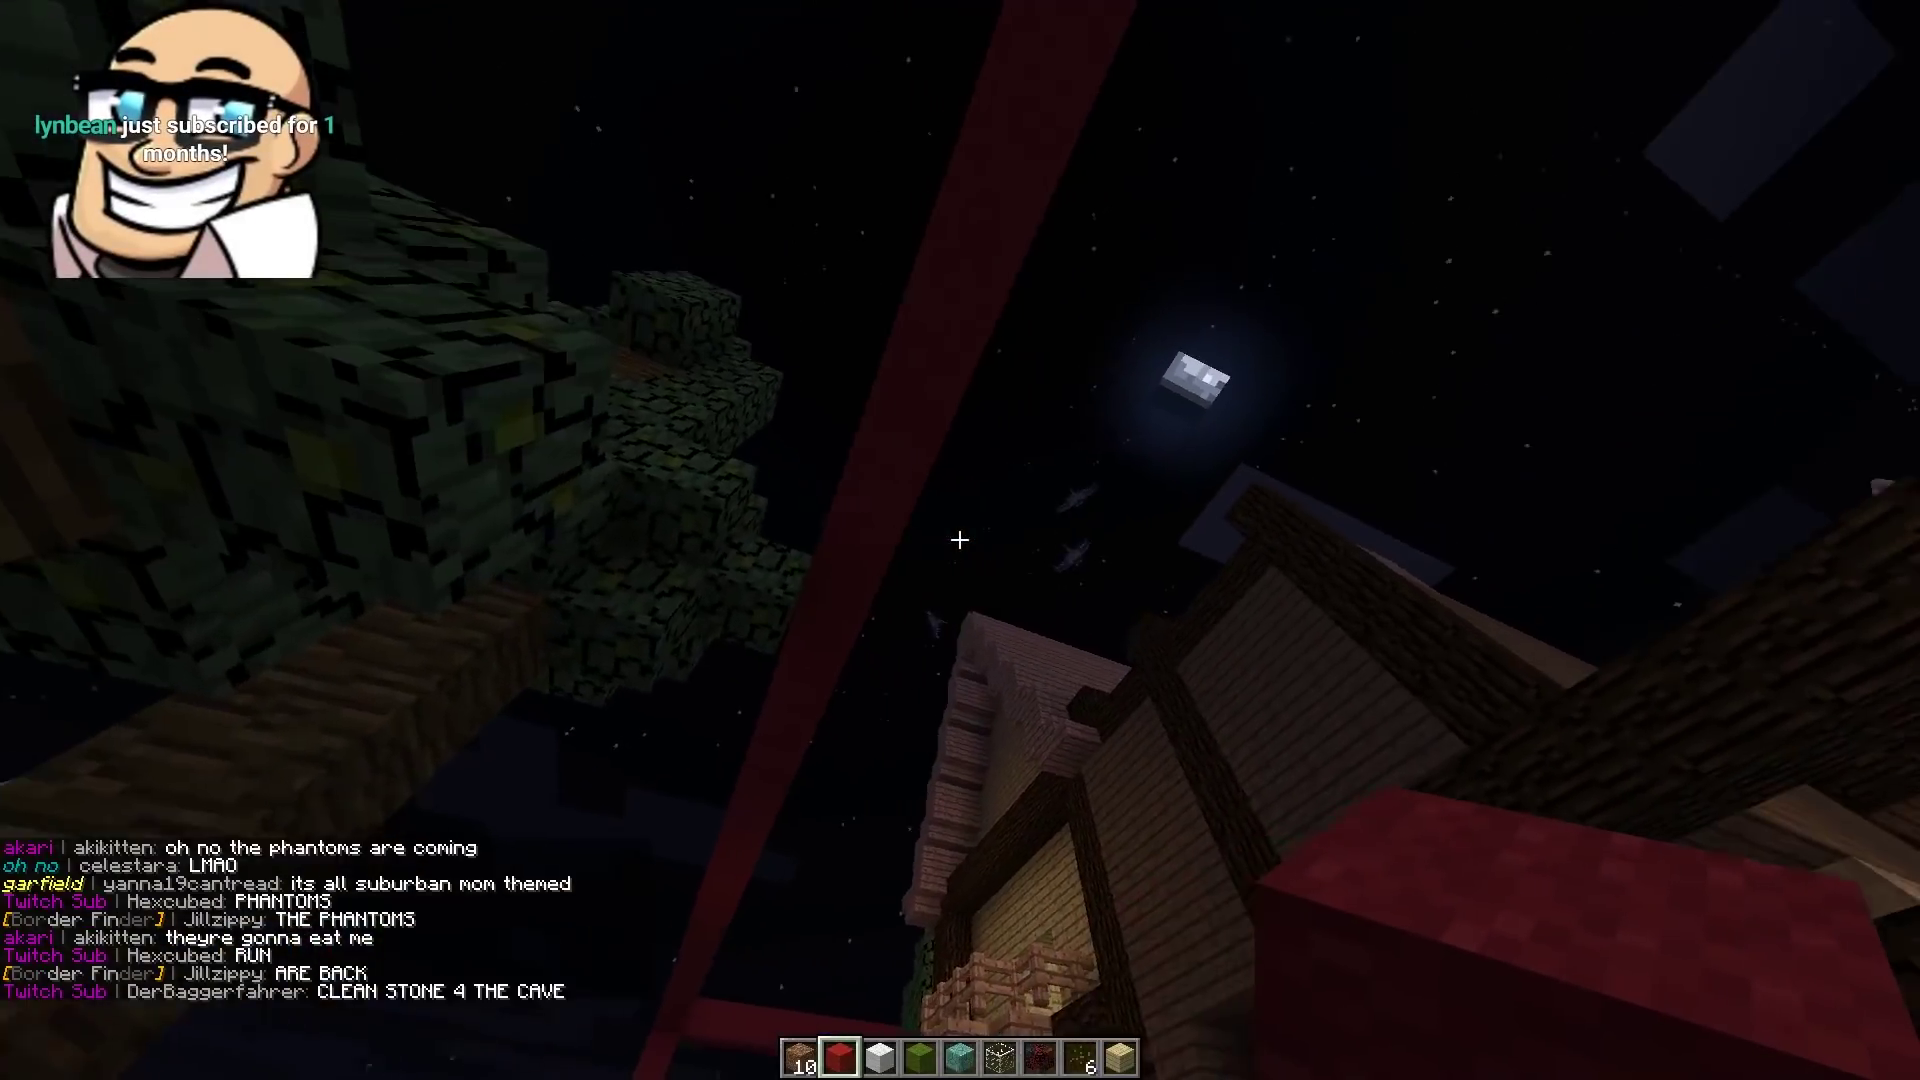 lynbean just subscribed for 1
months!
akari | akikitten: oh no the phantoms are coming
oh no | celestara: LMAO
garfield | yanna19cantread: its all suburban mom themed
Twitch Sub | Hexcubed: PHANTOMS
[Border Finder] | Jillzippy: THE PHANTOMS
akari | akikitten: theyre gonna eat me
Twitch Sub | Hexcubed: RUN
[Border Finder] | Jillzippy: ARE BACK
Twitch Sub | DerBaggerfahrer: CLEAN STONE 4 THE CAVE
10 6